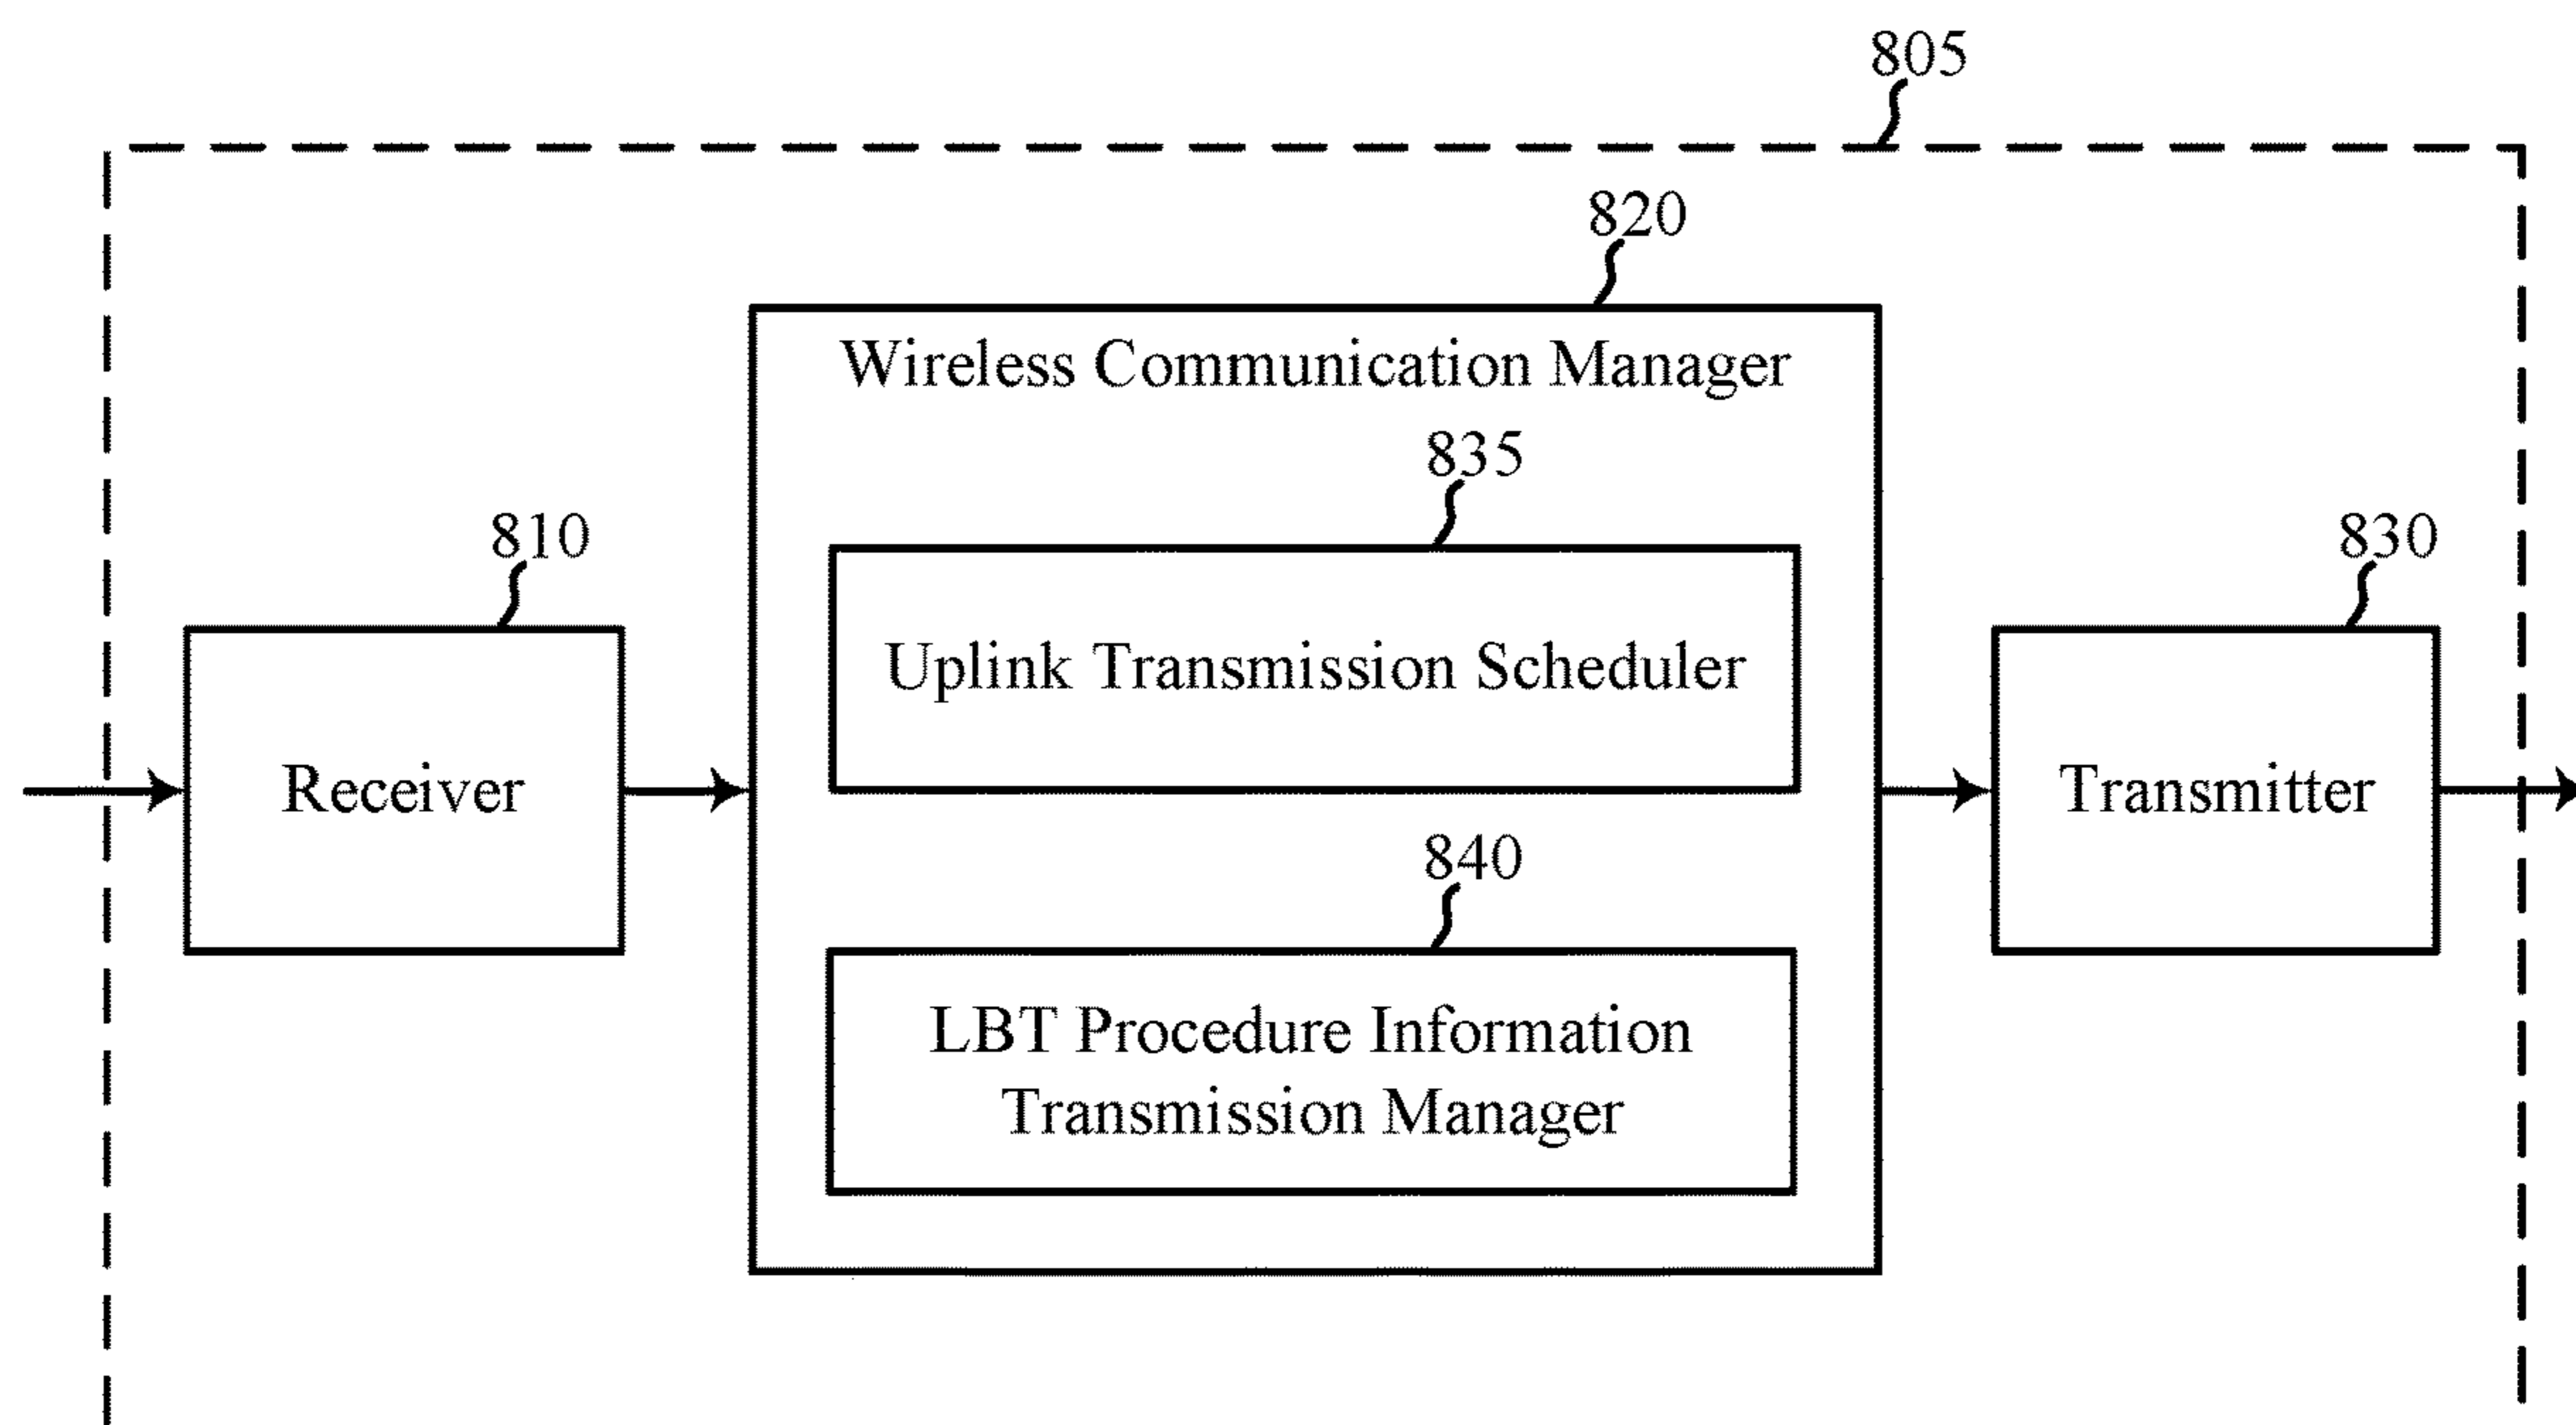 805
820
Wireless Communication Manager
835
810
830
Uplink Transmission Scheduler
Receiver
Transmitter
840
LBT Procedure Information
Transmission Manager